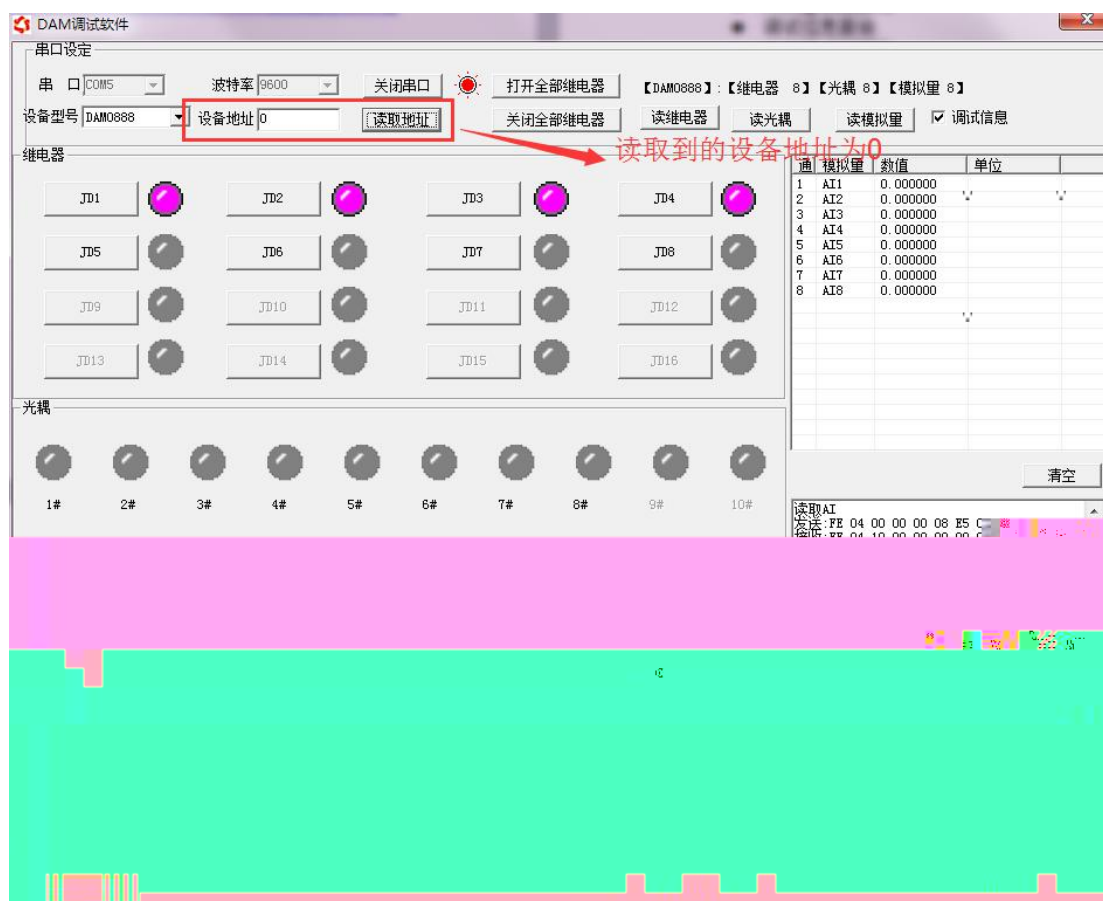 DAM调试软件
串口设定
串 口 COM5 波特率 9600 关闭串口 打开全部继电器 【DAM0888】:【继电器 8】【光耦 8】【模拟量 8】
设备型号 DAM0888 设备地址 0 读取地址 关闭全部继电器 读继电器 读光耦 读模拟量 调试信息
读取到的设备地址为0
继电器
JD1 JD2 JD3 JD4
JD5 JD6 JD7 JD8
JD9 JD10 JD11 JD12
JD13 JD14 JD15 JD16
通 模拟量 数值 单位
1 AI1 0.000000
2 AI2 0.000000
3 AI3 0.000000
4 AI4 0.000000
5 AI5 0.000000
6 AI6 0.000000
7 AI7 0.000000
8 AI8 0.000000
光耦
1# 2# 3# 4# 5# 6# 7# 8# 9# 10#
清空
读取AI
发送:FE 04 00 00 00 08 E5
接收:FE 04 10 00 00 00 00